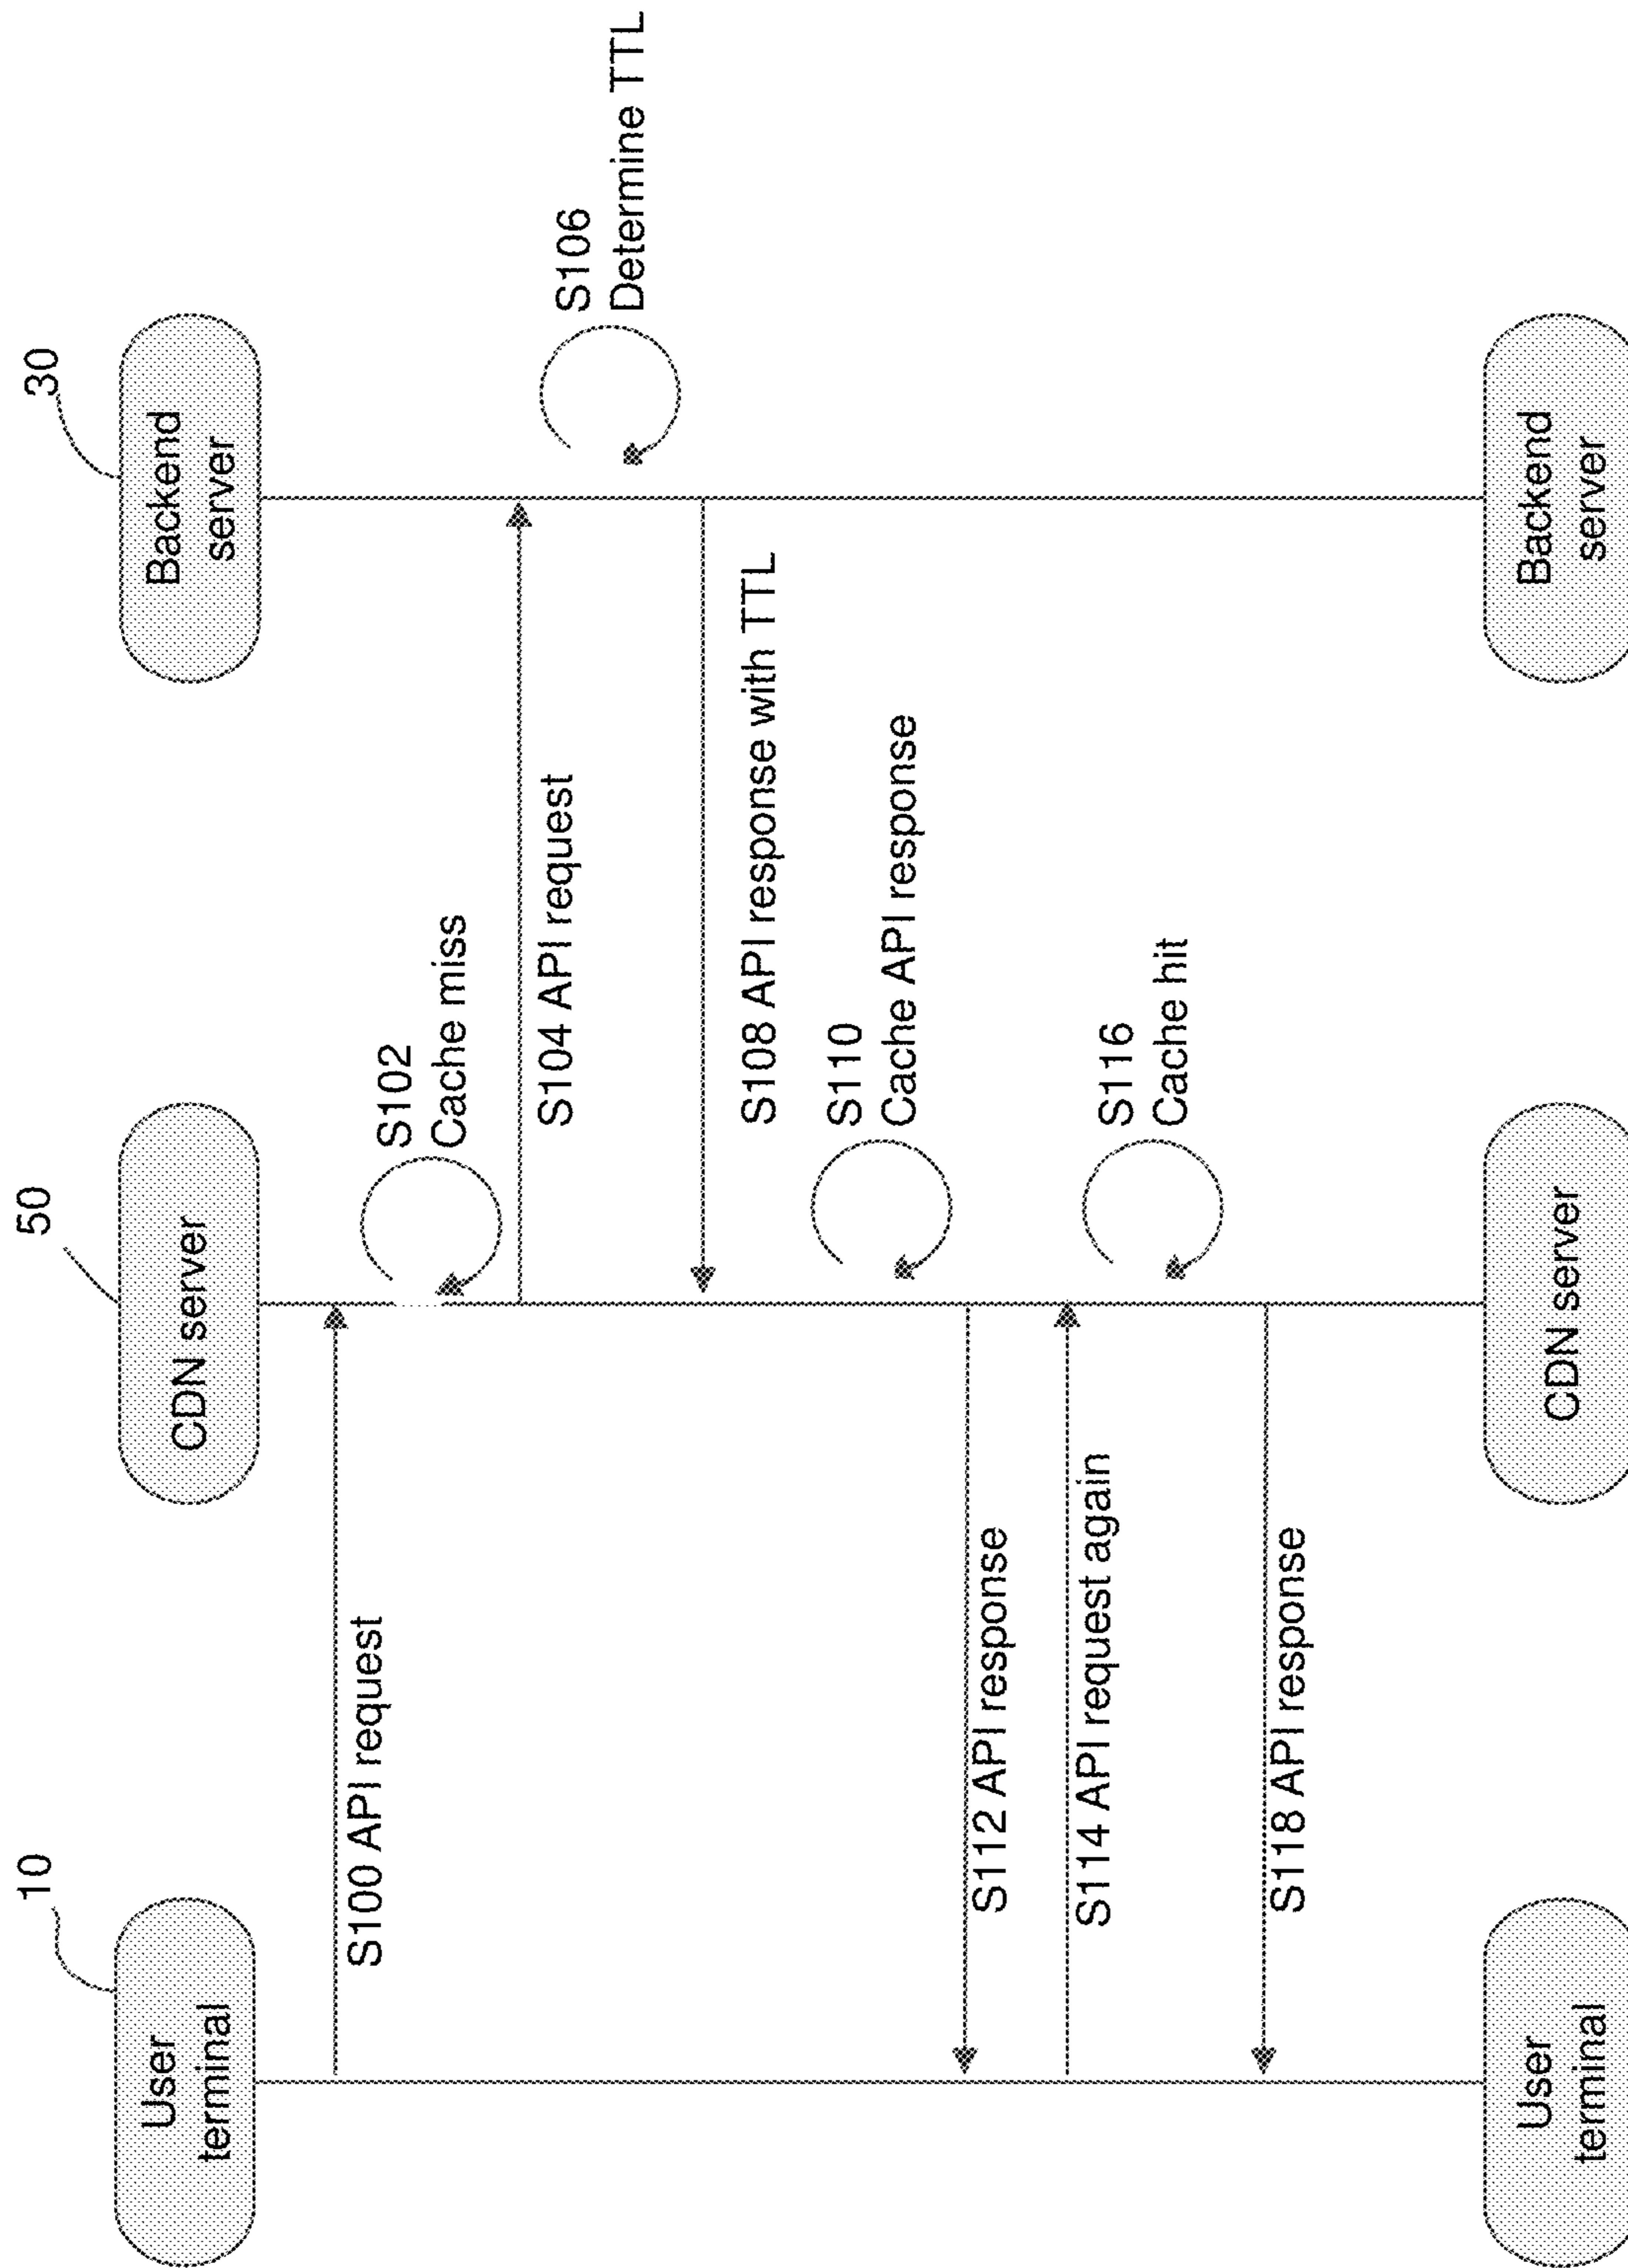 10
50
30
User
terminal
CDN server
Backend
server
S100 API request
S102
Cache miss
S104 API request
S106
Determine TTL
S108 API response with TTL
S110
Cache API response
S112 API response
S114 API request again
S116
Cache hit
S118 API response
User
terminal
CDN server
Backend
server